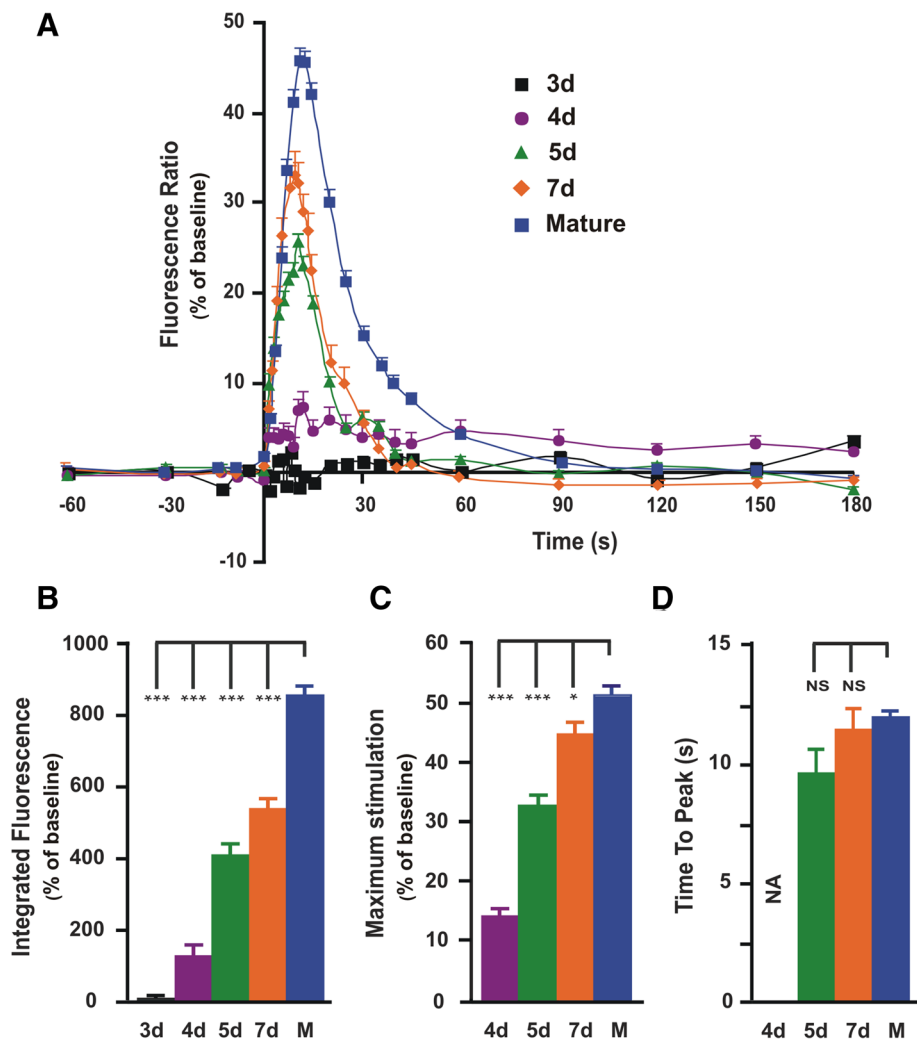 A
Fluorescence Ratio
(% of baseline)
50
40
30
20
10
-10
3d
4d
5d
7d
Mature
-60
-30
30
60
90
120
150
180
Time (s)
B
Integrated Fluorescence
(% of baseline)
1000
800
600
400
200
0
*** *** *** ***
3d 4d 5d 7d M
C
Maximum stimulation
(% of baseline)
60
50
40
30
20
10
0
*** *** *
4d 5d 7d M
D
Time To Peak (s)
15
10
5
0
NS NS
NA
4d 5d 7d M